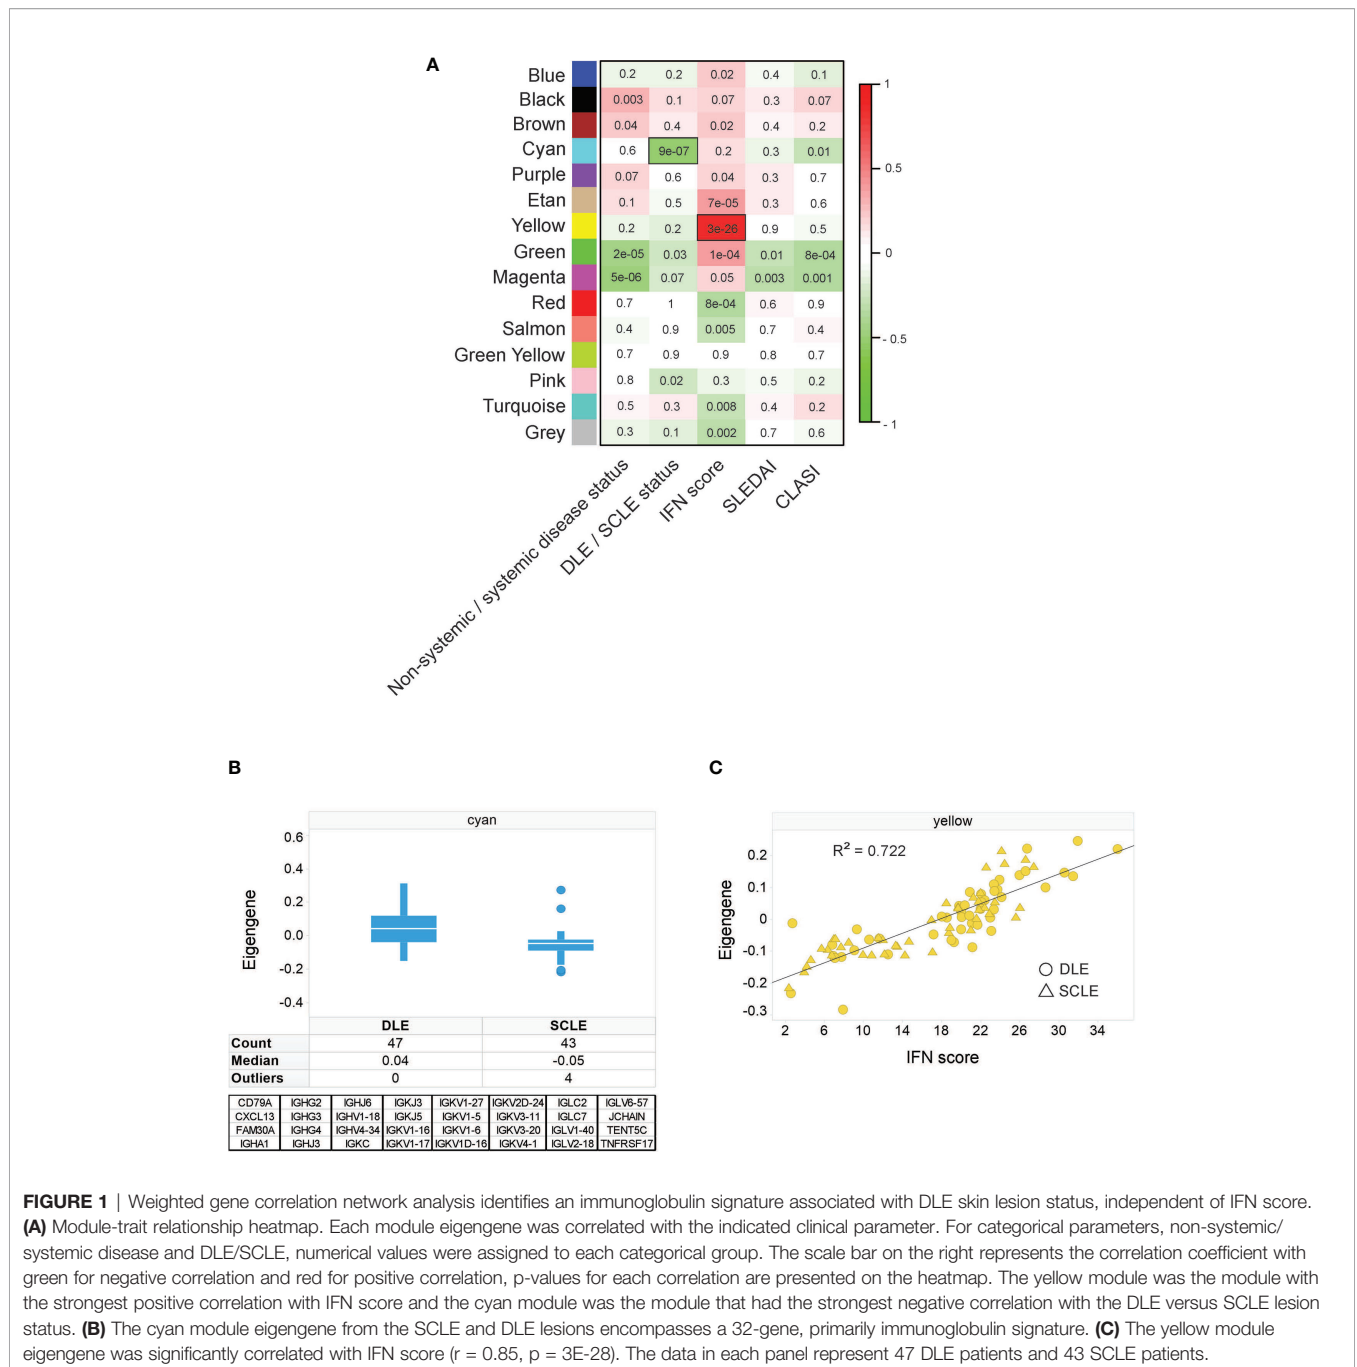 A
Blue 0.2 0.2 0.02 0.4 0.1
Black 0.003 0.1 0.07 0.3 0.07
Brown 0.04 0.4 0.02 0.4 0.2
Cyan 0.6 9e-07 0.2 0.3 0.01
Purple 0.07 0.6 0.04 0.3 0.7
Etan 0.1 0.5 7e-05 0.3 0.6
Yellow 0.2 0.2 3e-26 0.9 0.5
Green 2e-05 0.03 1e-04 0.01 8e-04
Magenta 5e-06 0.07 0.05 0.003 0.001
Red 0.7 1 8e-04 0.6 0.9
Salmon 0.4 0.9 0.005 0.7 0.4
Green Yellow 0.7 0.9 0.9 0.8 0.7
Pink 0.8 0.02 0.3 0.5 0.2
Turquoise 0.5 0.3 0.008 0.4 0.2
Grey 0.3 0.1 0.002 0.7 0.6
1
0.5
0
- 0.5
- 1
Non-systemic / systemic disease status
DLE / SCLE status
IFN score
SLEDAI
CLASI
B
cyan
Eigengene
0.6
0.4
0.2
0.0
-0.2
-0.4
DLE SCLE
Count 47 43
Median 0.04 -0.05
Outliers 0 4
CD79A IGHG2 IGHJ6 IGKJ3 IGKV1-27 IGKV2D-24 IGLC2 IGLV6-57
CXCL13 IGHG3 IGHV1-18 IGKJ5 IGKV1-5 IGKV3-11 IGLC7 JCHAIN
FAM30A IGHG4 IGHV4-34 IGKV1-16 IGKV1-6 IGKV3-20 IGLV1-40 TENT5C
IGHA1 IGHJ3 IGKC IGKV1-17 IGKV1D-16 IGKV4-1 IGLV2-18 TNFRSF17
C
yellow
R² = 0.722
Eigengene
0.2
0.1
0
-0.1
-0.2
-0.3
DLE
SCLE
2 6 10 14 18 22 26 30 34
IFN score
FIGURE 1 | Weighted gene correlation network analysis identifies an immunoglobulin signature associated with DLE skin lesion status, independent of IFN score.
(A) Module-trait relationship heatmap. Each module eigengene was correlated with the indicated clinical parameter. For categorical parameters, non-systemic/
systemic disease and DLE/SCLE, numerical values were assigned to each categorical group. The scale bar on the right represents the correlation coefficient with
green for negative correlation and red for positive correlation, p-values for each correlation are presented on the heatmap. The yellow module was the module with
the strongest positive correlation with IFN score and the cyan module was the module that had the strongest negative correlation with the DLE versus SCLE lesion
status. (B) The cyan module eigengene from the SCLE and DLE lesions encompasses a 32-gene, primarily immunoglobulin signature. (C) The yellow module
eigengene was significantly correlated with IFN score (r = 0.85, p = 3E-28). The data in each panel represent 47 DLE patients and 43 SCLE patients.